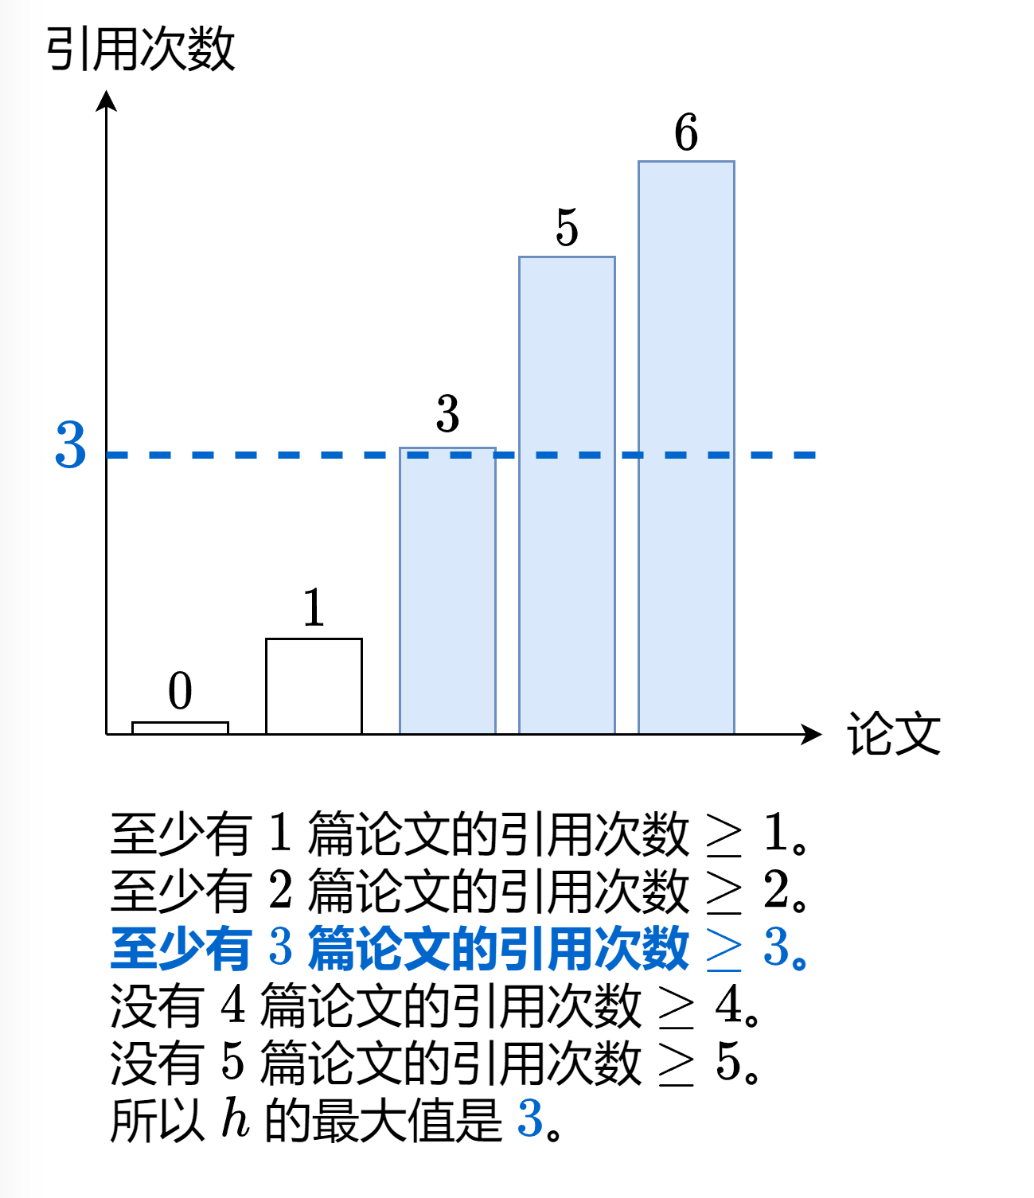 引用次数
6
5
3
3
1
0
论文
至少有 1 篇论文的引用次数 ≥ 1。
至少有 2 篇论文的引用次数 ≥ 2。
至少有 3 篇论文的引用次数 ≥ 3。
没有 4 篇论文的引用次数 ≥ 4。
没有 5 篇论文的引用次数 ≥ 5。
所以 h 的最大值是 3。